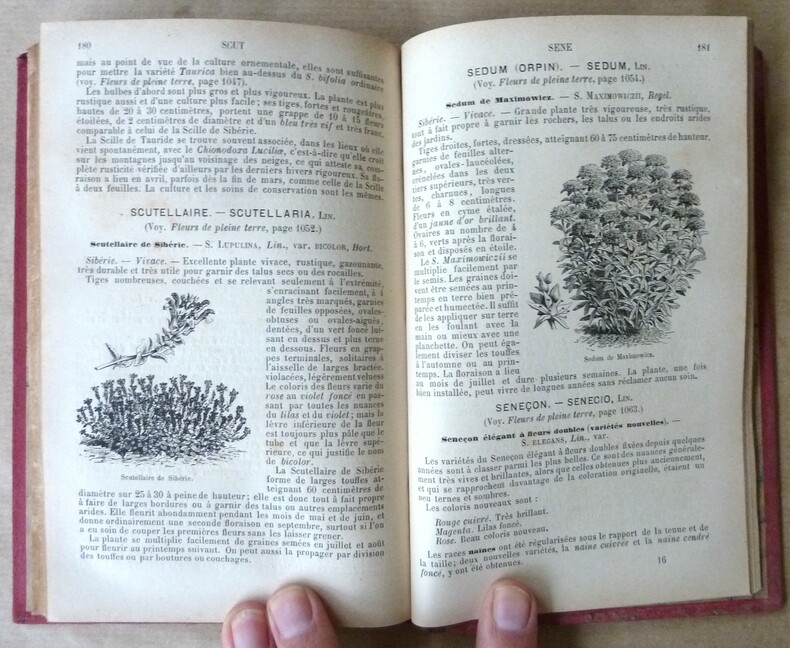 180
SCUT
mais au point de vue de la culture ornementale, elles sont suffisantes
pour mettre la variété Taurica bien au-dessus du S. bifolia ordinaire
(voy. Fleurs de pleine terre, page 1047).
Les bulbes d'abord sont plus gros et plus vigoureux. La plante est plus
rustique aussi et d'une culture plus facile; ses tiges, fortes et rougeâtres,
hautes de 20 à 30 centimètres, portent une grappe de 10 à 15 fleurs
étoilées, de 2 centimètres de diamètre et d'un bleu très vif et très franc,
comparable à celui de la Scille de Sibérie.
La Scille de Tauride se trouve souvent associée, dans les lieux où elle
vient spontanément, avec le Chionodoxa Luciliæ, c'est-à-dire qu'elle croît
sur les montagnes jusqu'au voisinage des neiges, ce qui atteste sa com-
plète rusticité vérifiée d'ailleurs par les derniers hivers rigoureux. Sa flo-
raison a lieu en avril, parfois dès la fin de mars, comme celle de la Scille
à deux feuilles. La culture et les soins de conservation sont les mêmes.
SCUTELLAIRE. — SCUTELLARIA, LIN.
(Voy. Fleurs de pleine terre, page 1052.)
Scutellaire de Sibérie. — S. LUPULINA, Lin., var. BICOLOR, Hort.
Sibérie. — Vivace. — Excellente plante vivace, rustique, gazonnante,
très durable et très utile pour garnir des talus secs ou des rocailles.
Tiges nombreuses, couchées et se relevant seulement à l'extrémité,
s'enracinant facilement, à 4
angles très marqués, garnies
de feuilles opposées, ovales-
obtuses ou ovales-aiguës,
dentées, d'un vert foncé lui-
sant en dessus et plus terne
en dessous. Fleurs en grap-
pes terminales, solitaires à
l'aisselle de larges bractées
violacées, légèrement velues.
Le coloris des fleurs varie du
rose au violet foncé en pas-
sant par toutes les nuances
du lilas et du violet; mais la
lèvre inférieure de la fleur
est toujours plus pâle que le
tube et que la lèvre supé-
rieure, ce qui justifie le nom
de bicolor.
La Scutellaire de Sibérie
forme de larges touffes at-
teignant 60 centimètres de
Scutellaire de Sibérie.
diamètre sur 25 à 30 à peine de hauteur; elle est donc tout à fait propre
à faire de larges bordures ou à garnir des talus ou autres emplacements
arides. Elle fleurit abondamment pendant les mois de mai et de juin, et
donne ordinairement une seconde floraison en septembre, surtout si l'on
a eu soin de couper les premières fleurs sans les laisser grener.
La plante se multiplie facilement de graines semées en juillet et août
pour fleurir au printemps suivant. On peut aussi la propager par division
des touffes ou par boutures ou couchages.
SENE
181
SEDUM (ORPIN). — SEDUM, LIN.
(Voy. Fleurs de pleine terre, page 1054.)
Sedum de Maximowicz. — S. MAXIMOWICZII, Regel.
Sibérie. — Vivace. — Grande plante très vigoureuse, très rustique,
tout à fait propre à garnir les rochers, les talus ou les endroits arides
des jardins.
Tiges droites, fortes, dressées, atteignant 60 à 75 centimètres de hauteur,
garnies de feuilles alter-
nes, ovales-lancéolées,
crénelées dans les deux
tiers supérieurs, très ver-
tes, charnues, longues
de 6 à 8 centimètres.
Fleurs en cyme étalée,
d'un jaune d'or brillant.
Ovaires au nombre de 4
à 6, verts après la florai-
son et disposés en étoile.
Le S. Maximowiczii se
multiplie facilement par
le semis. Les graines doi-
vent être semées au prin-
temps en terre bien pré-
parée et humectée. Il suffit
de les appliquer sur terre
en les foulant avec la
main ou mieux avec une
planchette. On peut éga-
lement diviser les touffes
à l'automne ou au prin-
temps. La floraison a lieu
Sedum de Maximowicz.
au mois de juillet et dure plusieurs semaines. La plante, une fois
bien installée, peut vivre de longues années sans réclamer aucun soin.
SENEÇON. — SENECIO, LIN.
(Voy. Fleurs de pleine terre, page 1063.)
Seneçon élégant à fleurs doubles (variétés nouvelles). —
S. ELEGANS, Lin., var.
Les variétés du Seneçon élégant à fleurs doubles fixées depuis quelques
années sont à classer parmi les plus belles. Ce sont des nuances générale-
ment très vives et brillantes, alors que celles obtenues plus anciennement,
et qui se rapprochent davantage de la coloration originelle, étaient un
peu ternes et sombres.
Les coloris nouveaux sont :
Rouge cuivré. Très brillant.
Magenta. Lilas foncé.
Rose. Beau coloris nouveau.
Les races naines ont été régularisées sous le rapport de la tenue et de
la taille; deux nouvelles variétés, la naine cuivrée et la naine cendré
foncé, y ont été obtenues.
16